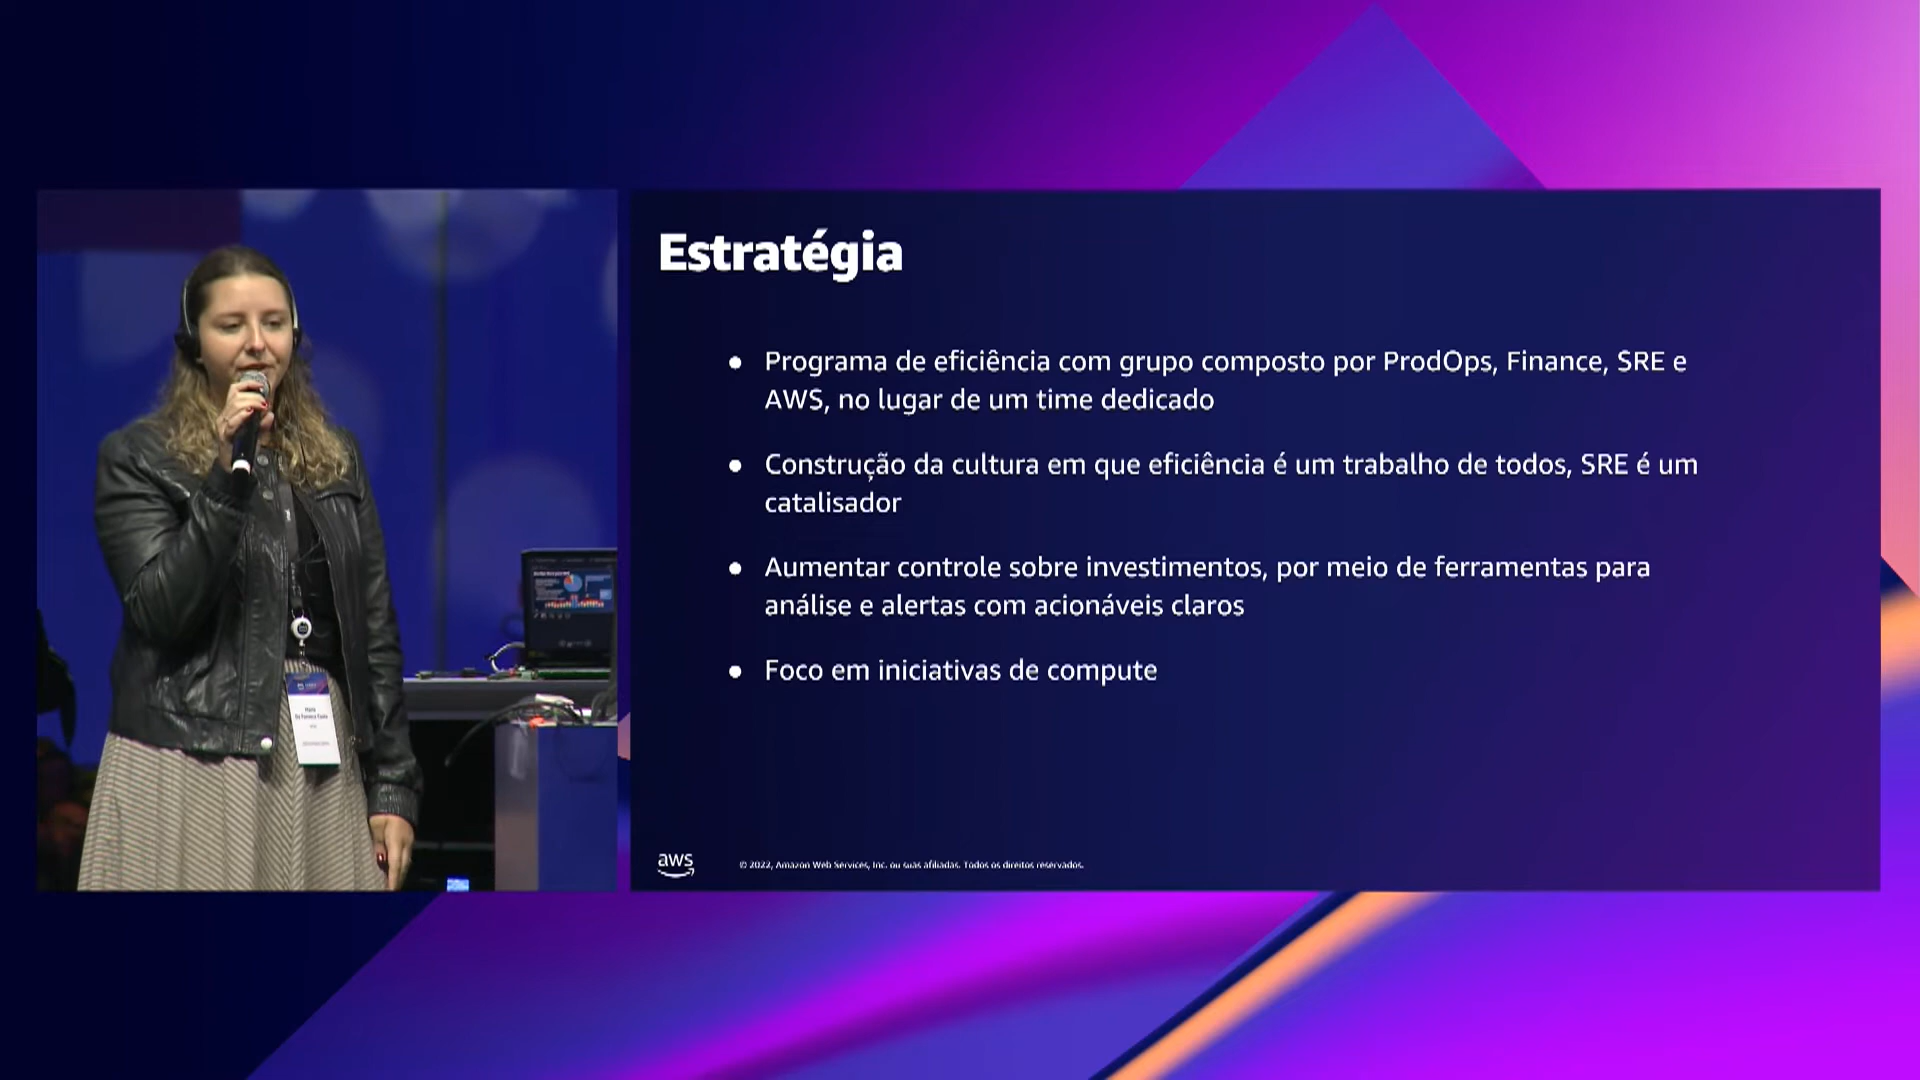 Estratégia
● Programa de eficiência com grupo composto por ProdOps, Finance, SRE e
AWS, no lugar de um time dedicado
● Construção da cultura em que eficiência é um trabalho de todos, SRE é um
catalisador
● Aumentar controle sobre investimentos, por meio de ferramentas para
análise e alertas com acionáveis claros
● Foco em iniciativas de compute
aws
© 2022, Amazon Web Services, Inc. ou suas afiliadas. Todos os direitos reservados.